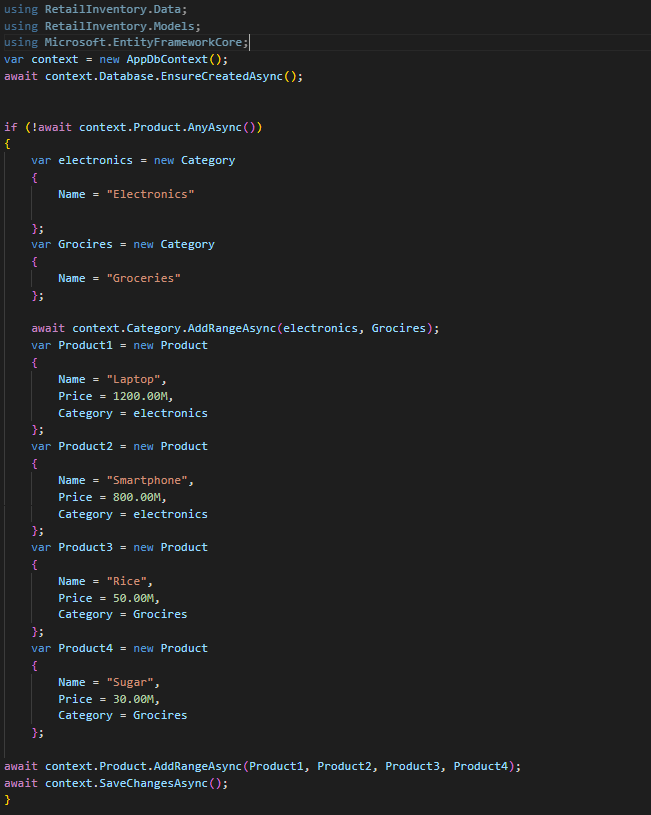 using RetailInventory.Data;
using RetailInventory.Models;
using Microsoft.EntityFrameworkCore;
var context = new AppDbContext();
await context.Database.EnsureCreatedAsync();
if (!await context.Product.AnyAsync())
{
var electronics = new Category
{
Name = "Electronics"
};
var Grocires = new Category
{
Name = "Groceries"
};
await context.Category.AddRangeAsync(electronics, Grocires);
var Product1 = new Product
{
Name = "Laptop",
Price = 1200.00M,
Category = electronics
};
var Product2 = new Product
{
Name = "Smartphone",
Price = 800.00M,
Category = electronics
};
var Product3 = new Product
{
Name = "Rice",
Price = 50.00M,
Category = Grocires
};
var Product4 = new Product
{
Name = "Sugar",
Price = 30.00M,
Category = Grocires
};
await context.Product.AddRangeAsync(Product1, Product2, Product3, Product4);
await context.SaveChangesAsync();
}